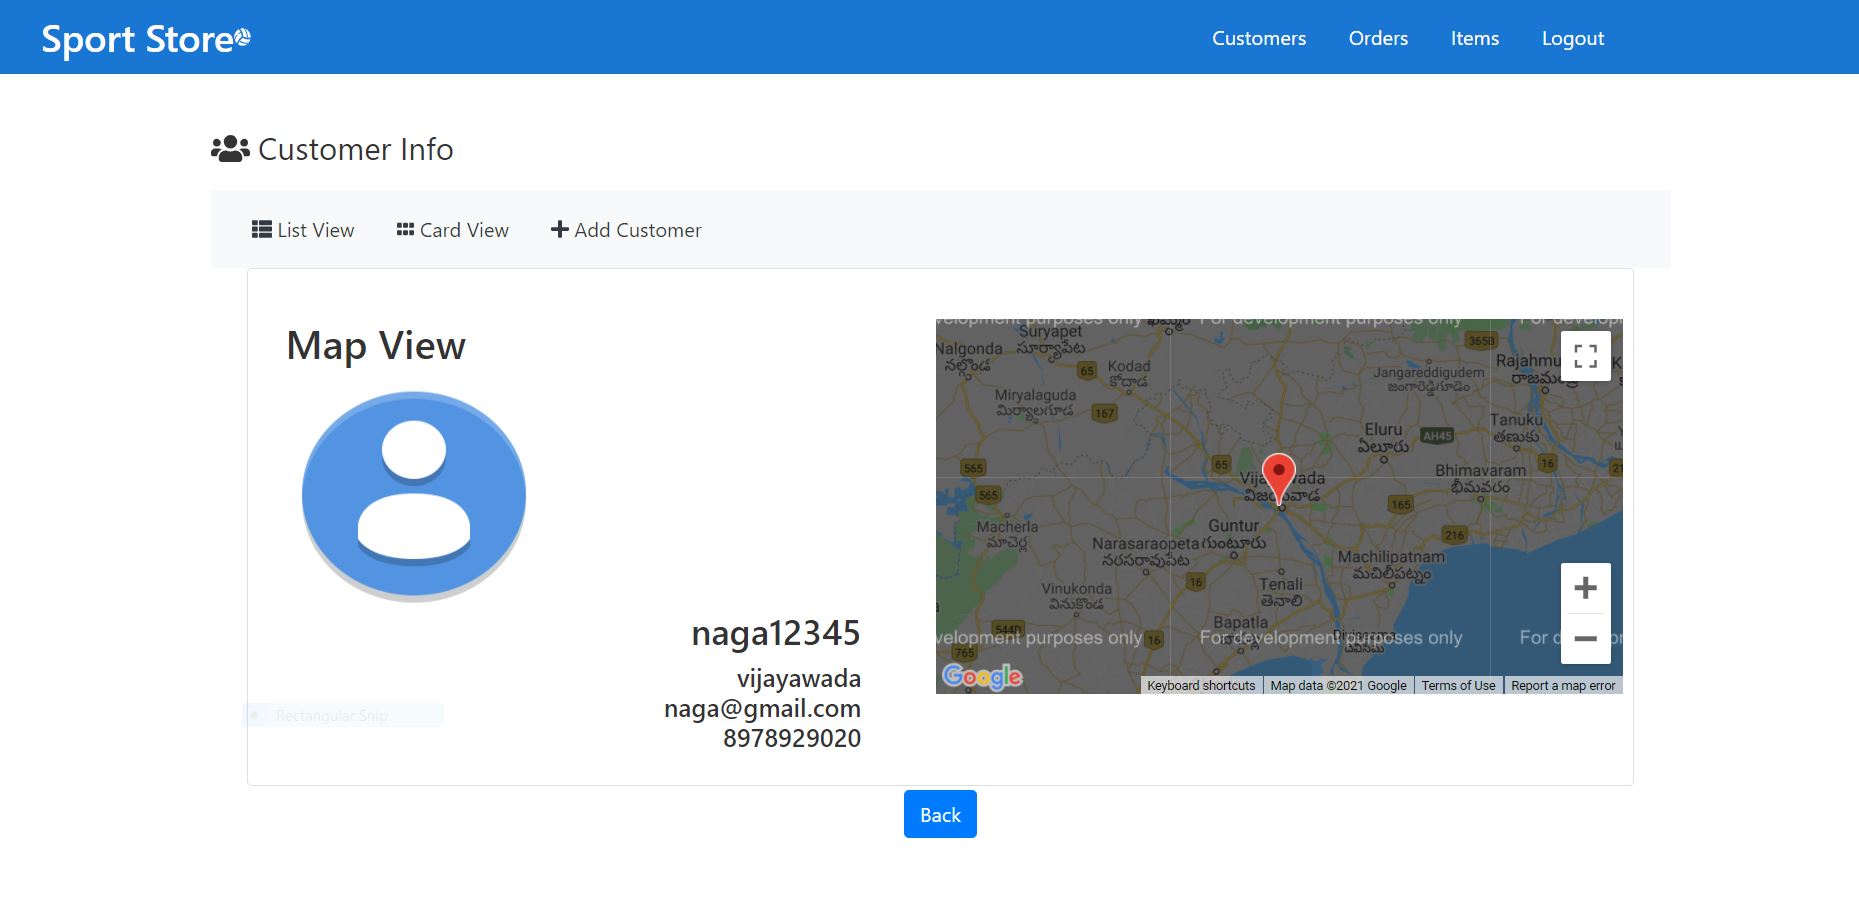 Sport Store
Customers
Orders
Items
Logout
Customer Info
List View
Card View
Add Customer
Map View
naga12345
vijayawada
naga@gmail.com
8978929020
Rectangular Snip
velopment purposes only
For development purposes only
For develop
Suryapet
సూర్యాపేట
ఖమ్మం
365B
Nalgonda
నల్గొండ
Kodad
కోదాడ
65
Jangareddigudem
జంగారెడ్డిగూడెం
Rajahmu
Miryalaguda
మిర్యాలగూడ
167
Tanuku
తణుకు
Eluru
ఏలూరు
AH45
565
65
Bhimavaram
భీమవరం
16
21
విజయవాడ
565
165
Macherla
మాచెర్ల
Guntur
గుంటూరు
216
Narasaraopeta
నరసరావుపేట
Machilipatnam
మచిలీపట్నం
Vinukonda
వినుకొండ
16
Tenali
తెనాలి
544D
Bapatla
765
velopment purposes only
16
For development purposes only
For d
Google
Keyboard shortcuts
Map data ©2021 Google
Terms of Use
Report a map error
Back